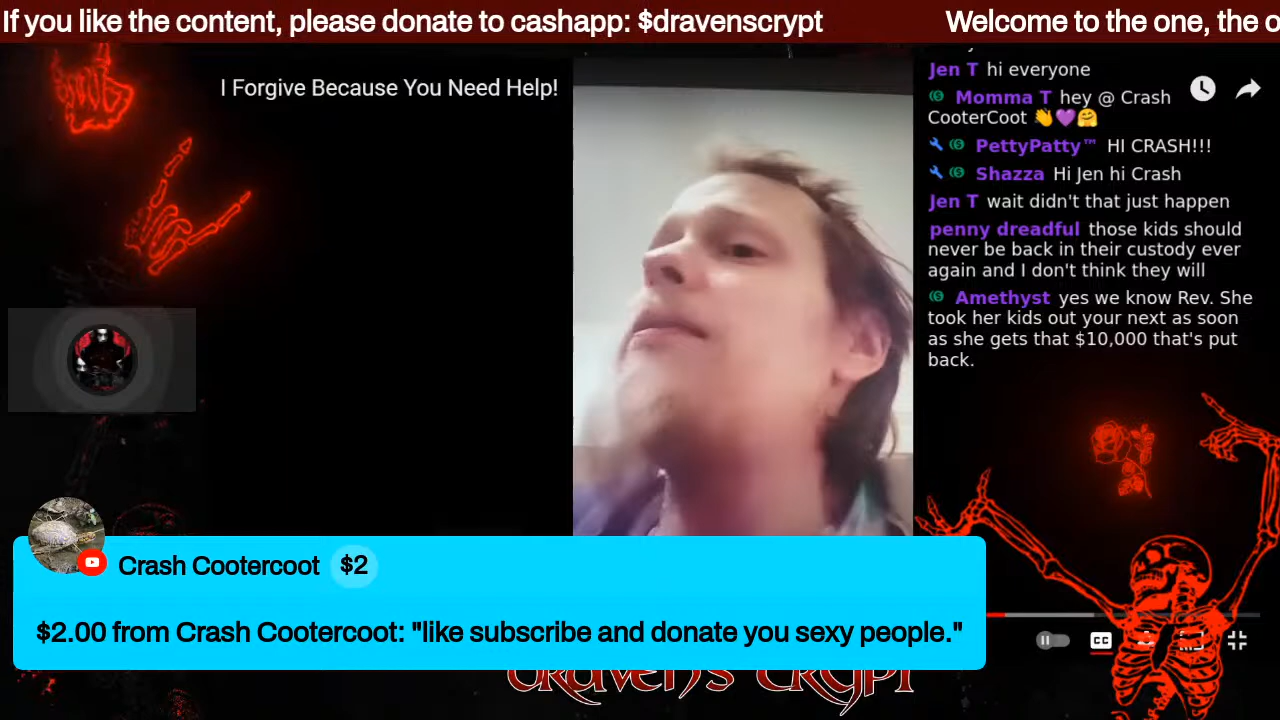 If you like the content, please donate to cashapp: $dravenscrypt
Welcome to the one, the o
I Forgive Because You Need Help!
Jen T hi everyone
Momma T hey @ Crash
CooterCoot 👋💜🤗
PettyPatty™ HI CRASH!!!
Shazza Hi Jen hi Crash
Jen T wait didn't that just happen
penny dreadful those kids should
never be back in their custody ever
again and I don't think they will
Amethyst yes we know Rev. She
took her kids out your next as soon
as she gets that $10,000 that's put
back.
Crash Cootercoot $2
$2.00 from Crash Cootercoot: "like subscribe and donate you sexy people."
CC
Draven's Crypt